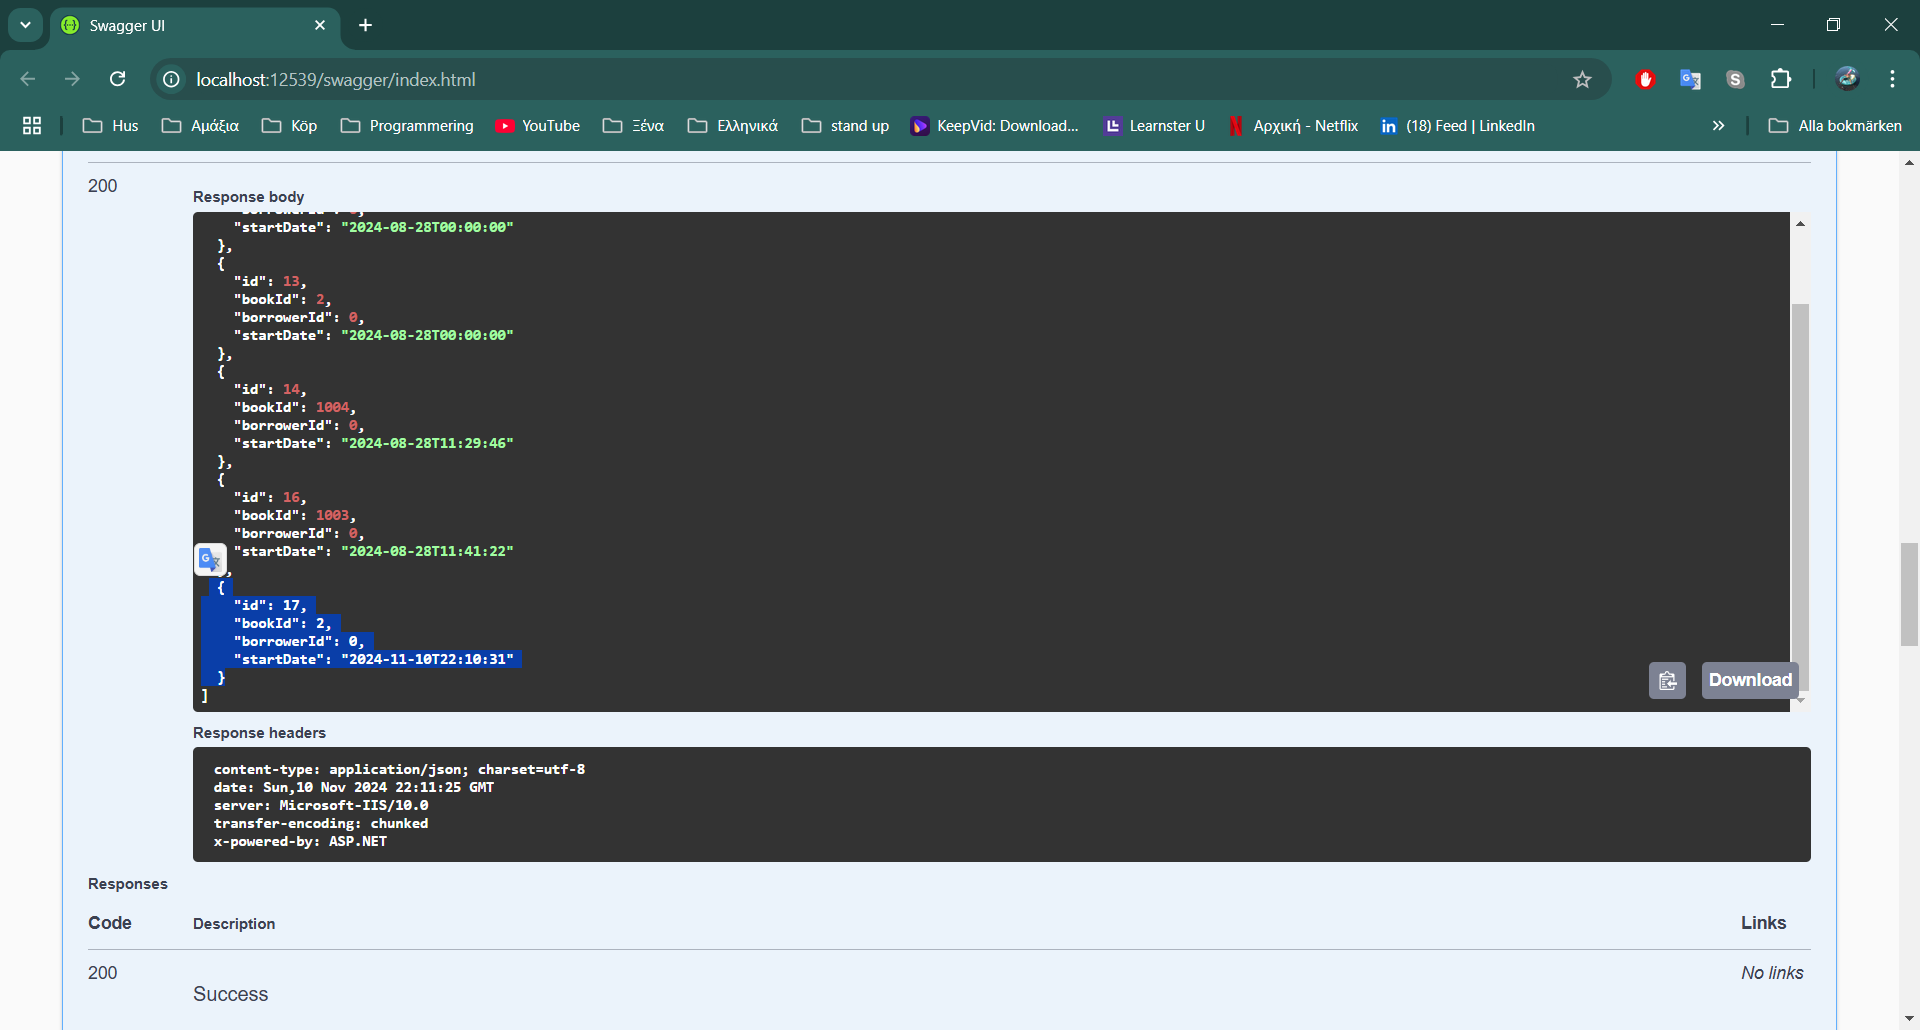 Swagger UI
localhost:12539/swagger/index.html
Hus Αμάξια Köp Programmering YouTube Ξένα Ελληνικά stand up KeepVid: Download... Learnster U Αρχική - Netflix (18) Feed | LinkedIn Alla bokmärken
200
Response body
"startDate": "2024-08-28T00:00:00"
},
{
"id": 13,
"bookId": 2,
"borrowerId": 0,
"startDate": "2024-08-28T00:00:00"
},
{
"id": 14,
"bookId": 1004,
"borrowerId": 0,
"startDate": "2024-08-28T11:29:46"
},
{
"id": 16,
"bookId": 1003,
"borrowerId": 0,
"startDate": "2024-08-28T11:41:22"
,
{
"id": 17,
"bookId": 2,
"borrowerId": 0,
"startDate": "2024-11-10T22:10:31"
}
]
Download
Response headers
content-type: application/json; charset=utf-8
date: Sun,10 Nov 2024 22:11:25 GMT
server: Microsoft-IIS/10.0
transfer-encoding: chunked
x-powered-by: ASP.NET
Responses
Code Description Links
200 No links
Success